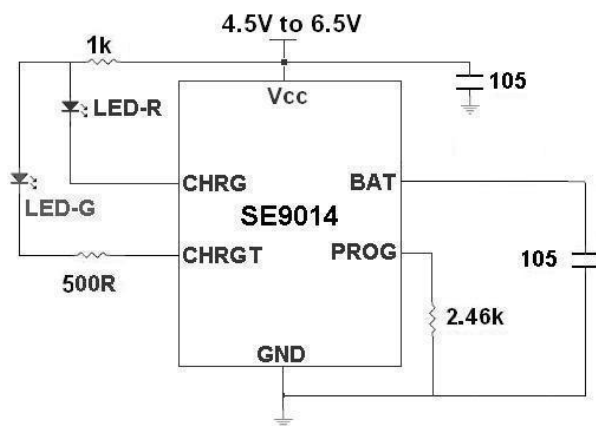 4.5V to 6.5V
1k
105
Vcc
LED-R
CHRG
BAT
LED-G
SE9014
CHRGT
PROG
105
500R
2.46k
GND